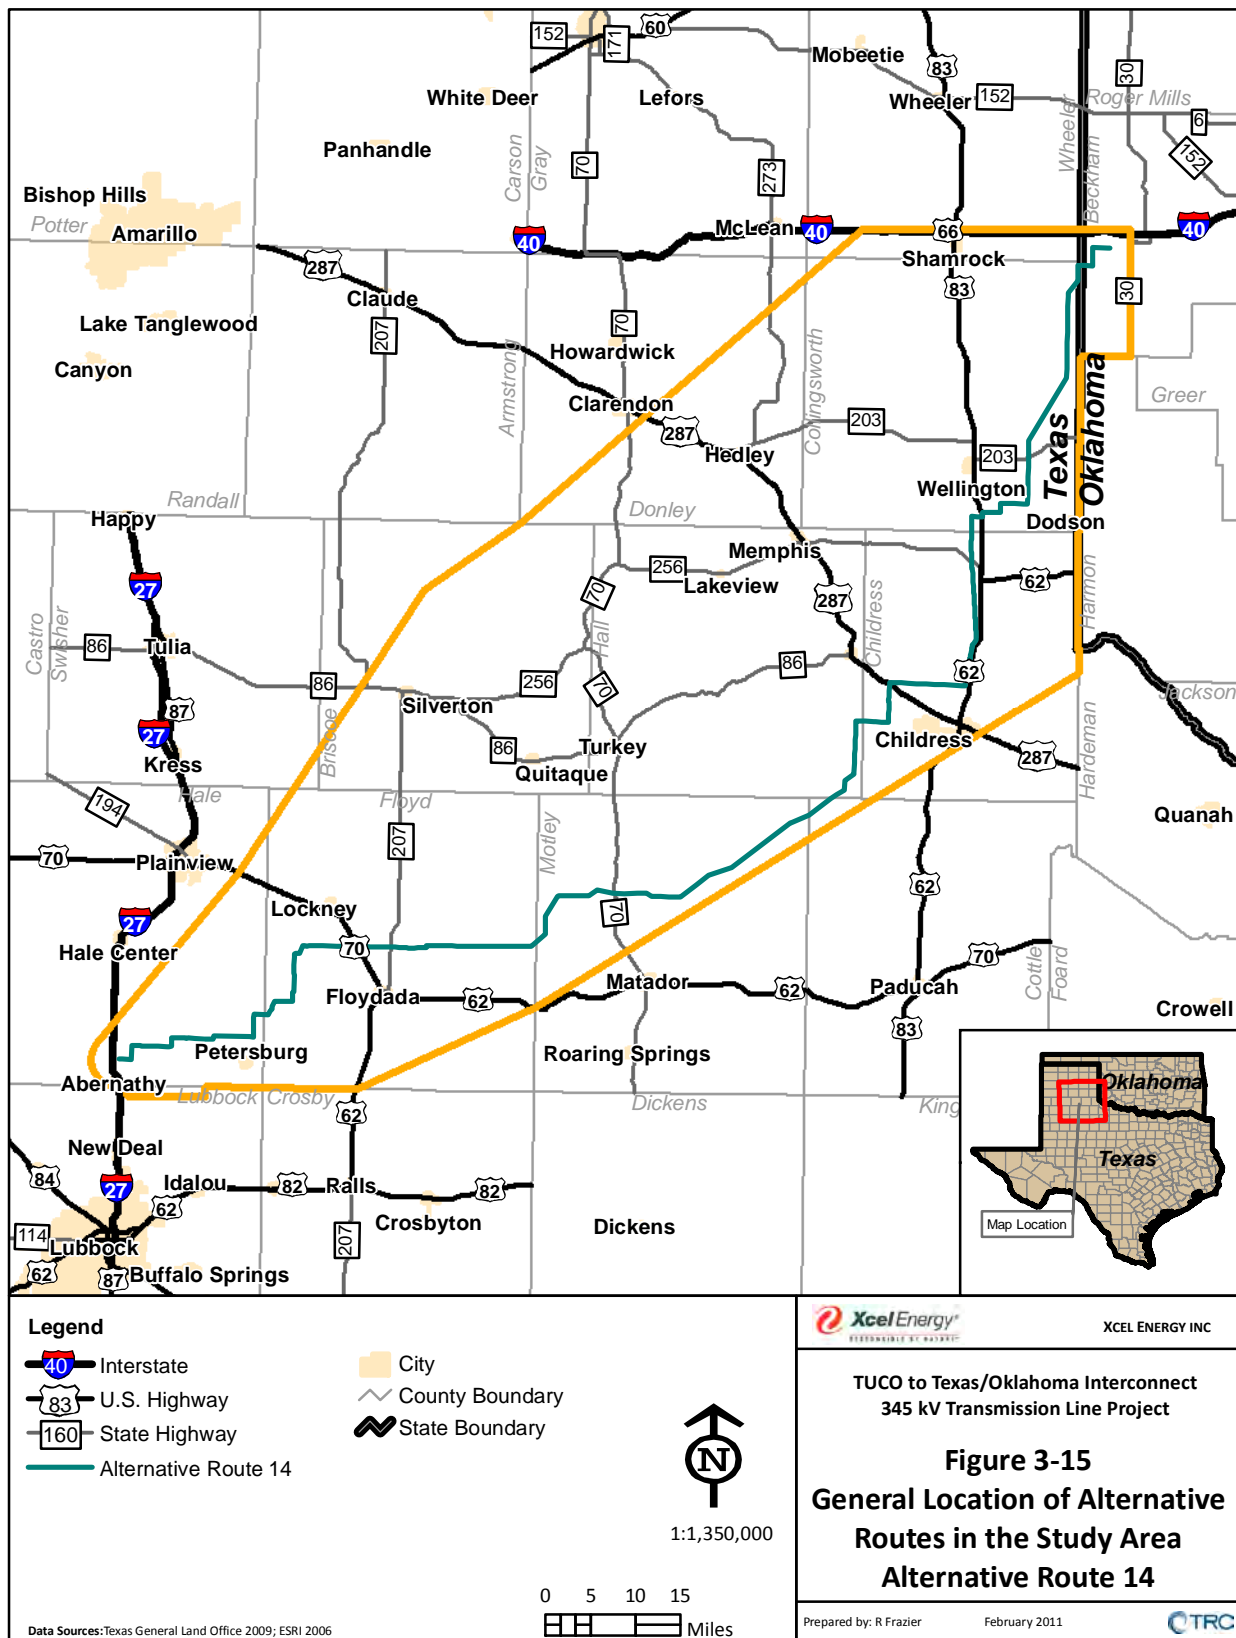 60
152
171
Mobeetie
83
30
White Deer
Lefors
Wheeler
152
Roger Mills
6
Wheeler
Beckham
152
Panhandle
Carson
Gray
70
273
Bishop Hills
Potter
Amarillo
McLean
40
40
66
40
Shamrock
287
83
30
Claude
Lake Tanglewood
207
70
Howardwick
Canyon
Armstrong
Collingsworth
Greer
Clarendon
287
203
Hedley
203
Texas
Oklahoma
Wellington
Randall
Donley
Dodson
Happy
Memphis
256
Lakeview
27
70
287
62
Harmon
Castro
Swisher
86
Tulia
Hall
Childress
86
62
86
256
Silverton
70
Jackson
87
27
Briscoe
86
Turkey
Childress
287
Hardeman
Kress
Quitaque
Hale
Floyd
194
207
Motley
Quanah
70
Plainview
62
Lockney
70
27
Hale Center
70
70
Cottle
Foard
Floydada
62
Matador
62
Paducah
Crowell
83
Petersburg
Roaring Springs
Abernathy
Lubbock
Crosby
62
Dickens
King
New Deal
84
27
Idalou
82
Ralls
82
62
Crosbyton
Dickens
114
Lubbock
207
62
87
Buffalo Springs
Oklahoma
Texas
Map Location
Legend
40 Interstate
83 U.S. Highway
160 State Highway
Alternative Route 14
City
County Boundary
State Boundary
N
1:1,350,000
0 5 10 15
Miles
Data Sources:Texas General Land Office 2009; ESRI 2006
Xcel Energy®
RESPONSIBLE BY NATURE™
XCEL ENERGY INC
TUCO to Texas/Oklahoma Interconnect
345 kV Transmission Line Project
Figure 3-15
General Location of Alternative
Routes in the Study Area
Alternative Route 14
Prepared by: R Frazier
February 2011
TRC